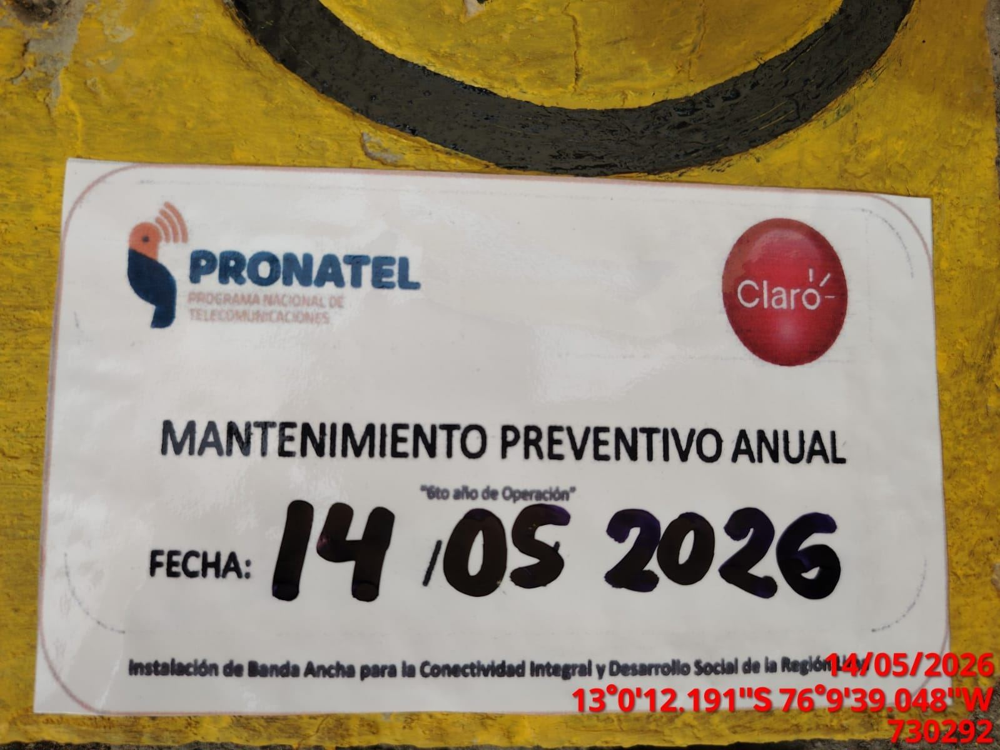 PRONATEL
PROGRAMA NACIONAL DE
TELECOMUNICACIONES
Claro
MANTENIMIENTO PREVENTIVO ANUAL
"6to año de Operación"
FECHA: 14 /05 2026
Instalación de Banda Ancha para la Conectividad Integral y Desarrollo Social de la Región
14/05/2026
13°0'12.191"S 76°9'39.048"W
730292